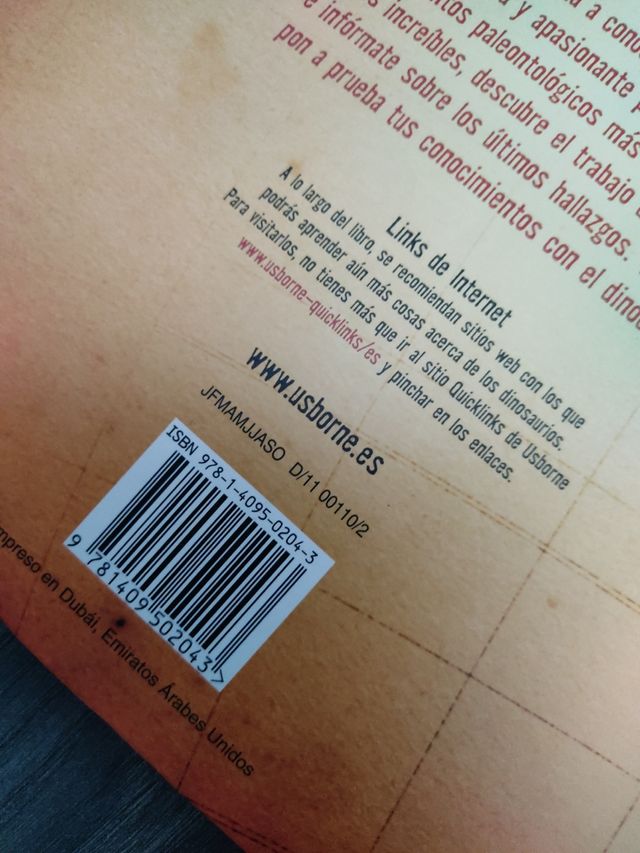 a con
y apasionante
tos paleontológicos más
s increíbles, descubre el trabajo
e infórmate sobre los últimos hallazgos.
pon a prueba tus conocimientos con el dino
Links de Internet
A lo largo del libro, se recomiendan sitios web con los que
podrás aprender aún más cosas acerca de los dinosaurios.
Para visitarlos, no tienes más que ir al sitio Quicklinks de Usborne
www.usborne-quicklinks/es y pinchar en los enlaces.
www.usborne.es
JFMAMJJASO D/11 00110/2
ISBN 978-1-4095-0204-3
9 781409 502043 >
mpreso en Dubái, Emiratos Árabes Unidos